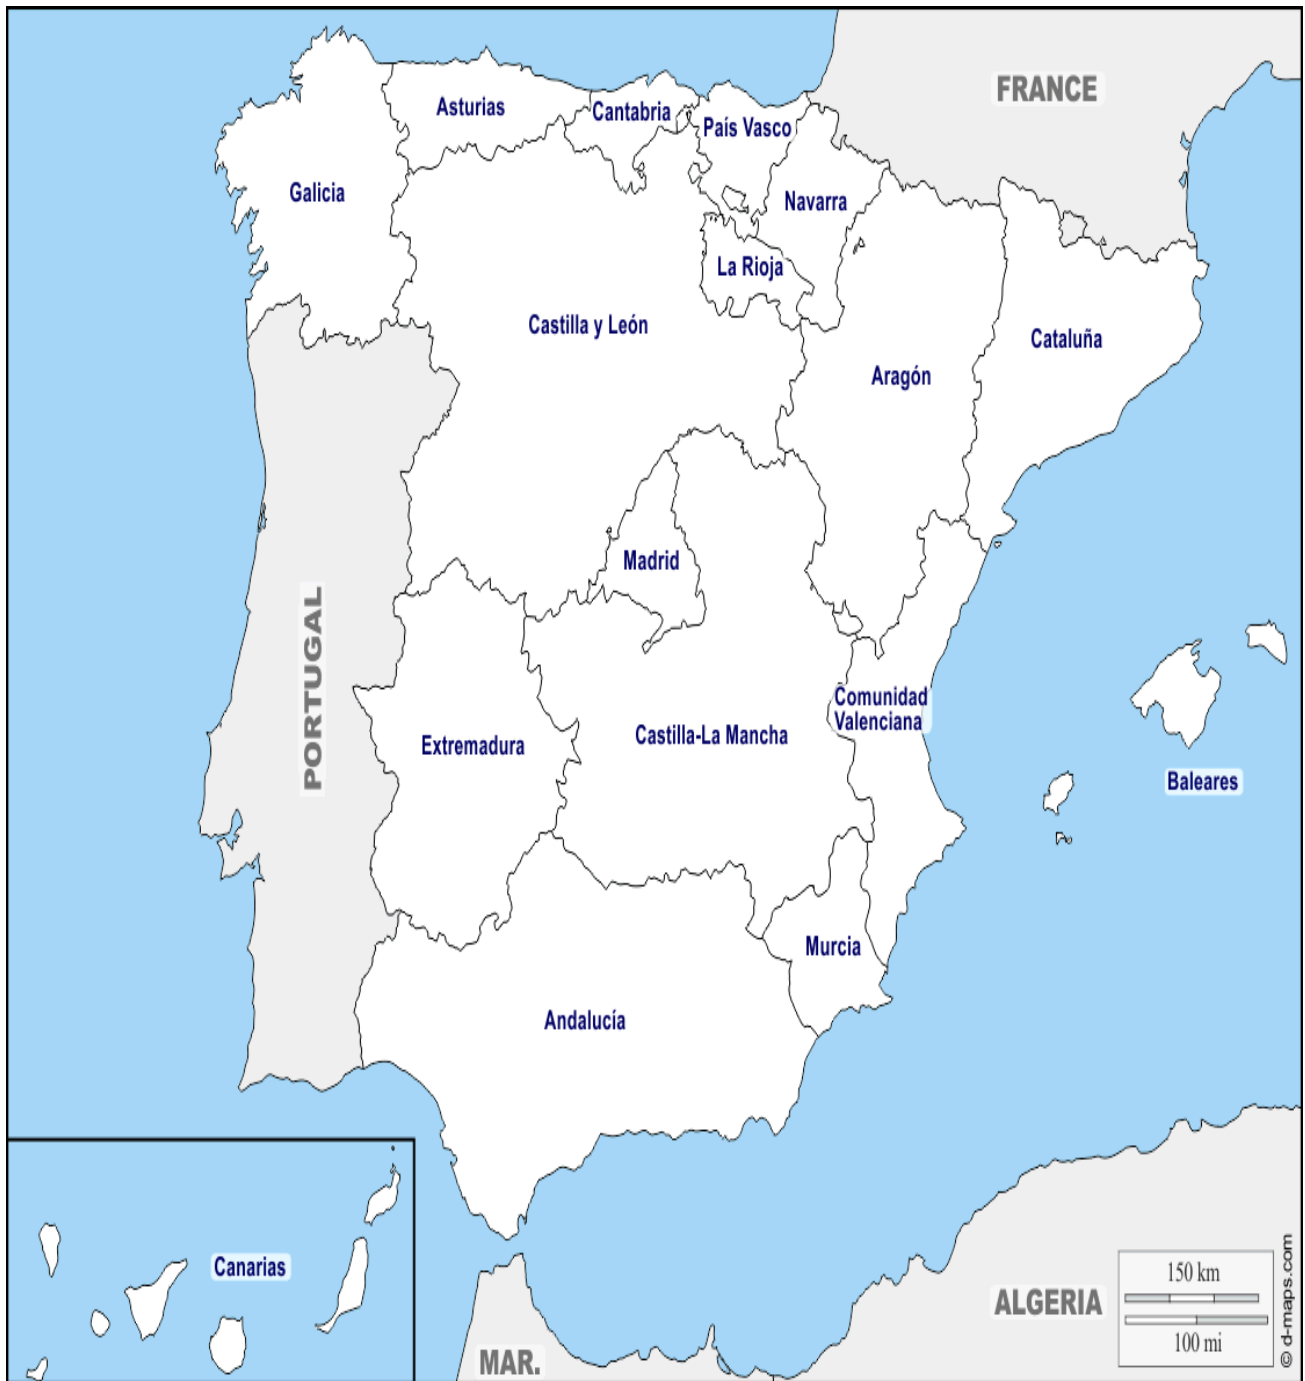 FRANCE
Asturias
Cantabria
País Vasco
Galicia
Navarra
La Rioja
Castilla y León
Cataluña
Aragón
Madrid
PORTUGAL
Comunidad
Valenciana
Castilla-La Mancha
Extremadura
Baleares
Murcia
Andalucía
Canarias
ALGERIA
MAR.
150 km
100 mi
© d-maps.com